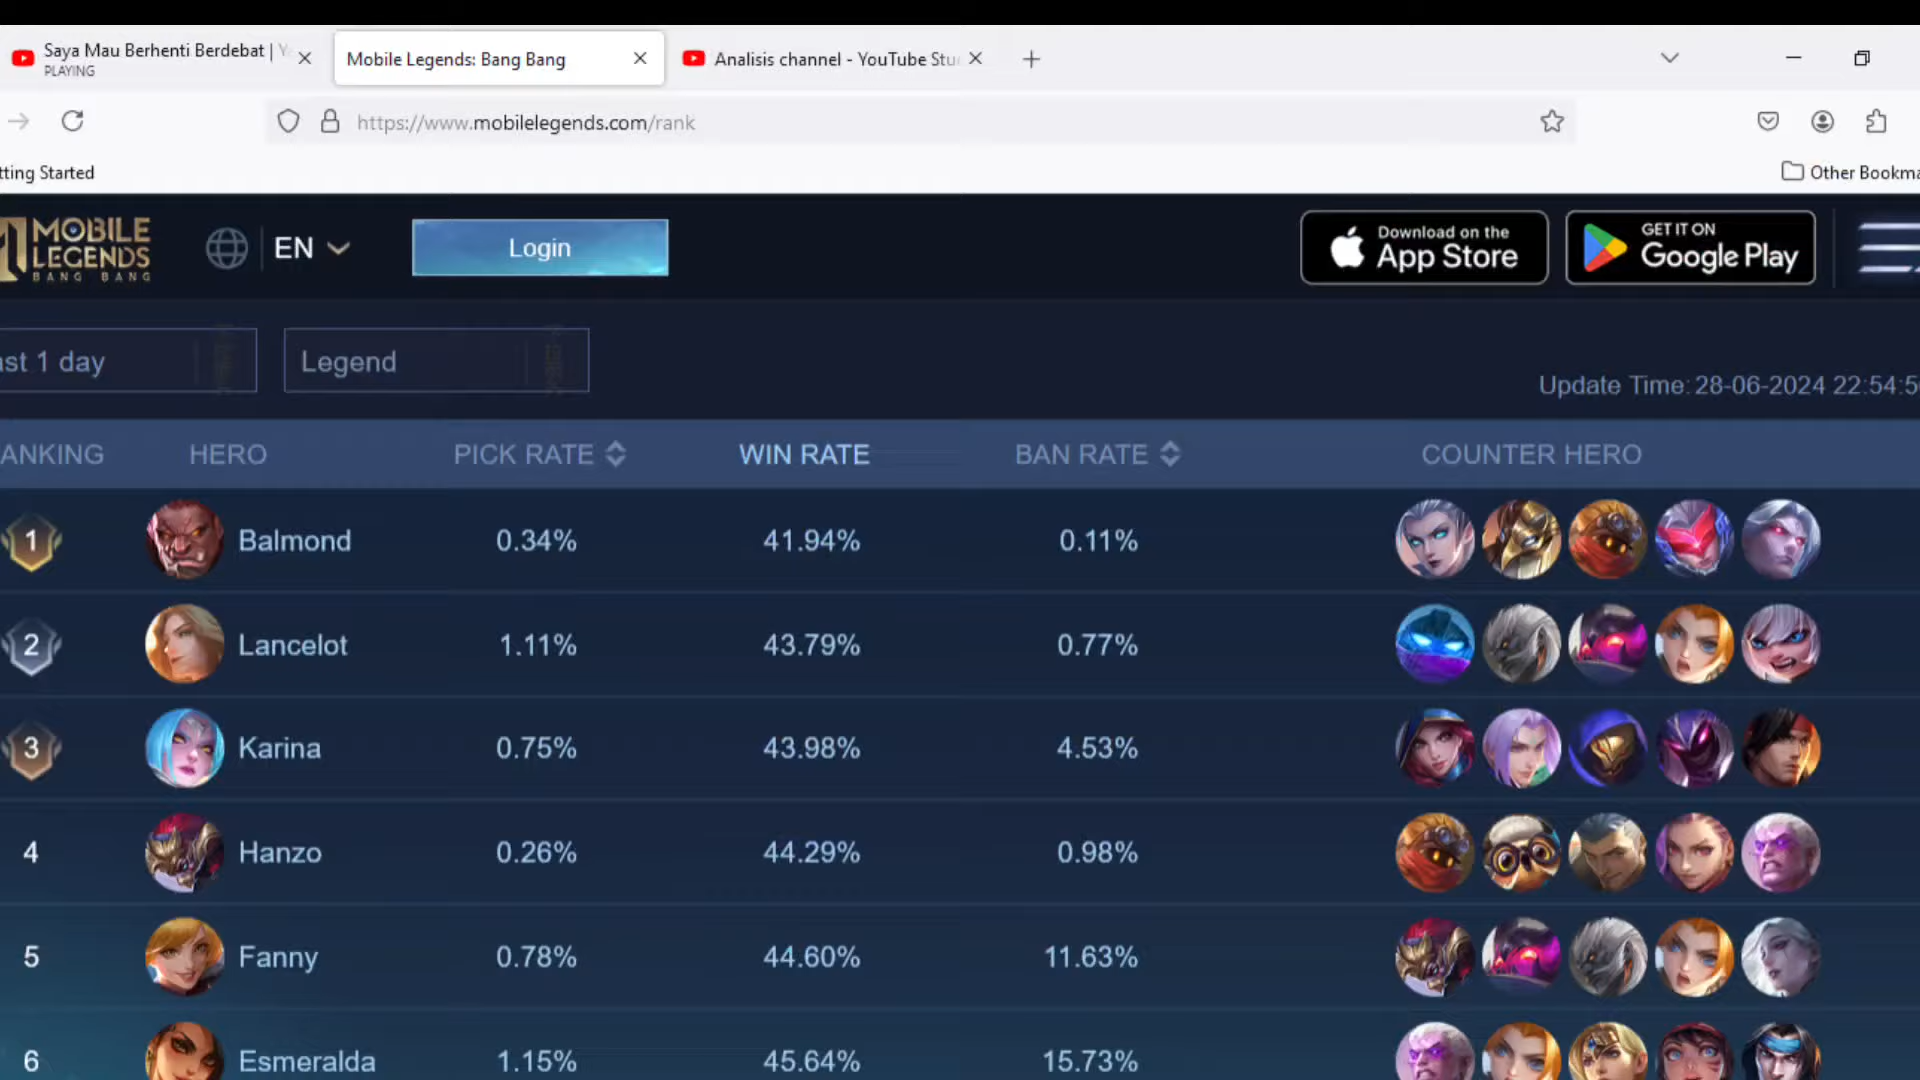 Saya Mau Berhenti Berdebat |
PLAYING
Mobile Legends: Bang Bang
Analisis channel - YouTube Stu
https://www.mobilelegends.com/rank
tting Started
Other Bookma
MOBILE
LEGENDS
BANG BANG
EN
Login
Download on the
App Store
GET IT ON
Google Play
ast 1 day
Legend
Update Time: 28-06-2024 22:54:5
ANKING HERO PICK RATE WIN RATE BAN RATE COUNTER HERO
1 Balmond 0.34% 41.94% 0.11%
2 Lancelot 1.11% 43.79% 0.77%
3 Karina 0.75% 43.98% 4.53%
4 Hanzo 0.26% 44.29% 0.98%
5 Fanny 0.78% 44.60% 11.63%
6 Esmeralda 1.15% 45.64% 15.73%